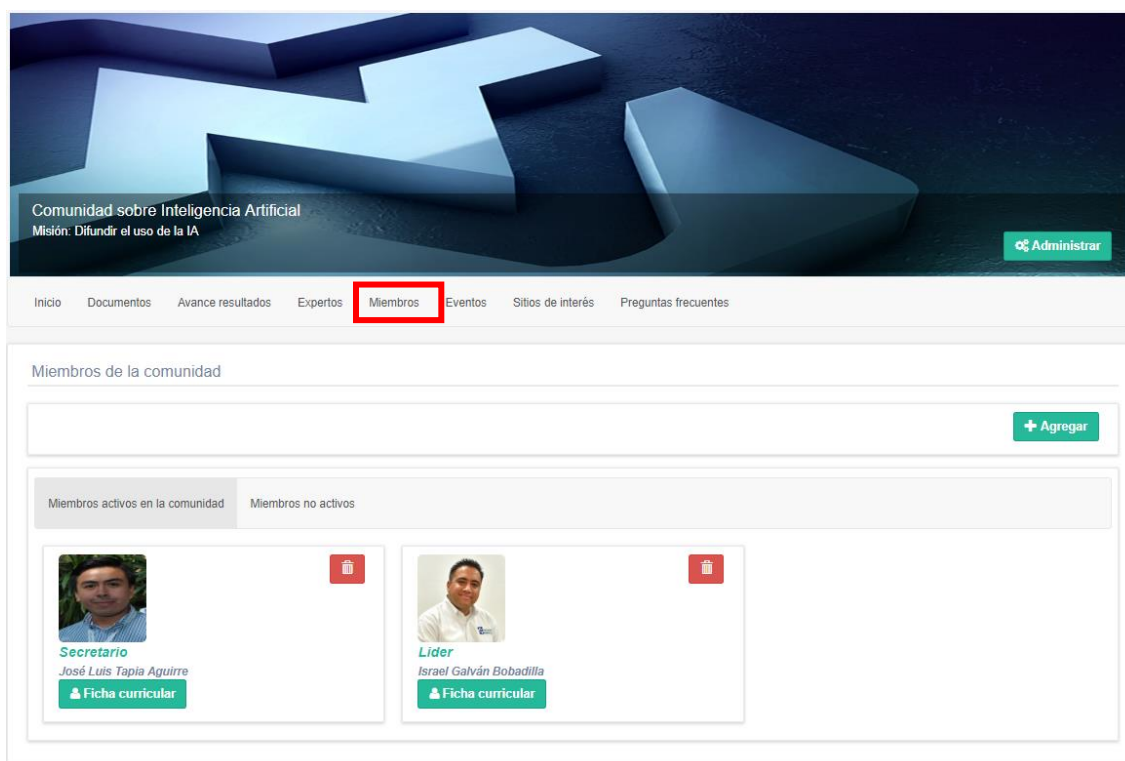 Comunidad sobre Inteligencia Artificial
Misión: Difundir el uso de la IA
Administrar
Inicio Documentos Avance resultados Expertos Miembros Eventos Sitios de interés Preguntas frecuentes
Miembros de la comunidad
Agregar
Miembros activos en la comunidad Miembros no activos
Secretario
José Luis Tapia Aguirre
Ficha curricular
Lider
Israel Galván Bobadilla
Ficha curricular